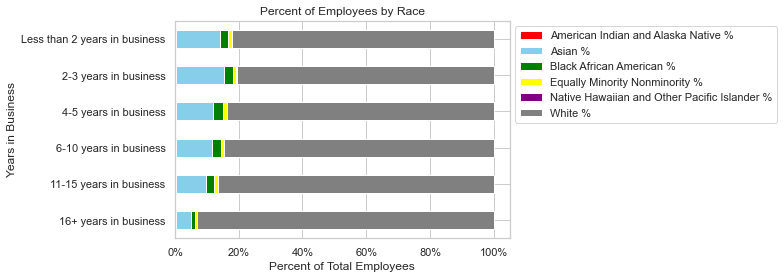 Percent of Employees by Race
Years in Business
Less than 2 years in business
2-3 years in business
4-5 years in business
6-10 years in business
11-15 years in business
16+ years in business
0%
20%
40%
60%
80%
100%
Percent of Total Employees
American Indian and Alaska Native %
Asian %
Black African American %
Equally Minority Nonminority %
Native Hawaiian and Other Pacific Islander %
White %